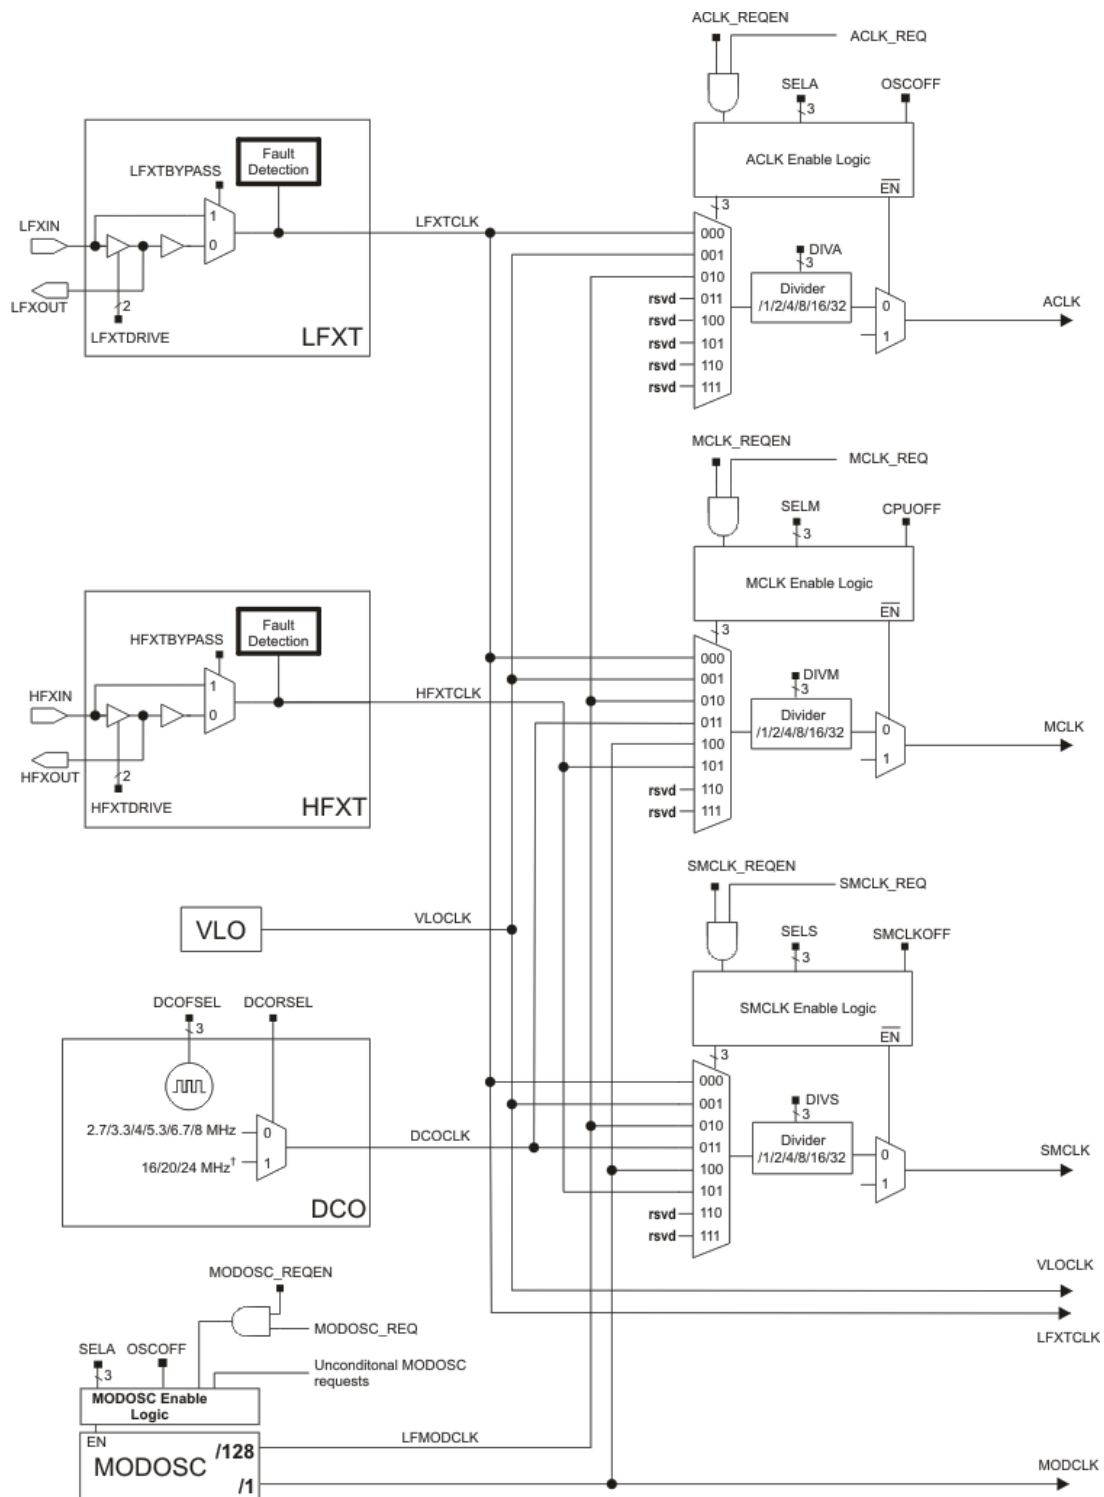 ACLK_REQEN
ACLK_REQ
SELA
OSCOFF
3
ACLK Enable Logic
EN
3
Fault
Detection
LFXTBYPASS
1
0
LFXIN
LFXOUT
2
LFXTDRIVE
LFXT
LFXTCLK
000
001
010
rsvd 011
rsvd 100
rsvd 101
rsvd 110
rsvd 111
DIVA
3
Divider
/1/2/4/8/16/32
0
1
ACLK
MCLK_REQEN
MCLK_REQ
SELM
CPUOFF
3
MCLK Enable Logic
EN
3
Fault
Detection
HFXTBYPASS
1
0
HFXIN
HFXOUT
2
HFXTDRIVE
HFXT
HFXTCLK
000
001
010
011
100
101
rsvd 110
rsvd 111
DIVM
3
Divider
/1/2/4/8/16/32
0
1
MCLK
SMCLK_REQEN
SMCLK_REQ
SELS
SMCLKOFF
3
SMCLK Enable Logic
EN
3
VLO
VLOCLK
DCOFSEL
DCORSEL
3
2.7/3.3/4/5.3/6.7/8 MHz
0
16/20/24 MHz†
1
DCO
DCOCLK
000
001
010
011
100
101
rsvd 110
rsvd 111
DIVS
3
Divider
/1/2/4/8/16/32
0
1
SMCLK
VLOCLK
LFXTCLK
MODOSC_REQEN
MODOSC_REQ
SELA
OSCOFF
3
Unconditonal MODOSC
requests
MODOSC Enable
Logic
EN
MODOSC
/128
/1
LFMODCLK
MODCLK